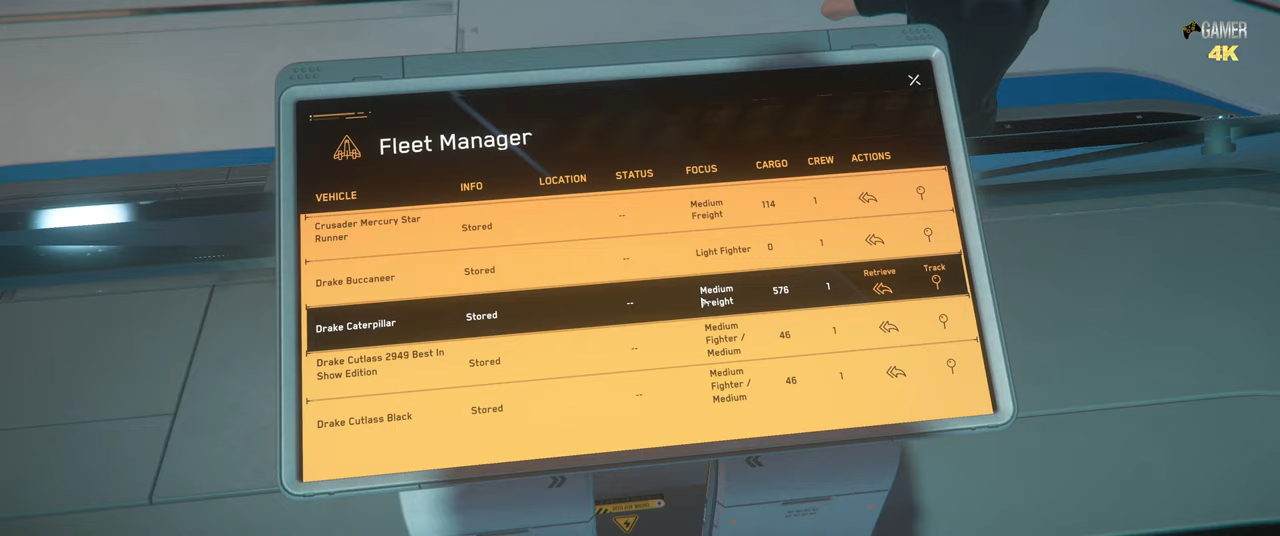 GAMER
4K
Fleet Manager
VEHICLE INFO LOCATION STATUS FOCUS CARGO CREW ACTIONS
Crusader Mercury Star
Runner
Stored
--
Medium
Freight
114
1
Drake Buccaneer
Stored
--
Light Fighter
0
1
Drake Caterpillar
Stored
--
Medium
Freight
576
1
Retrieve
Track
Drake Cutlass 2949 Best In
Show Edition
Stored
--
Medium
Fighter /
Medium
46
1
Drake Cutlass Black
Stored
--
Medium
Fighter /
Medium
46
1